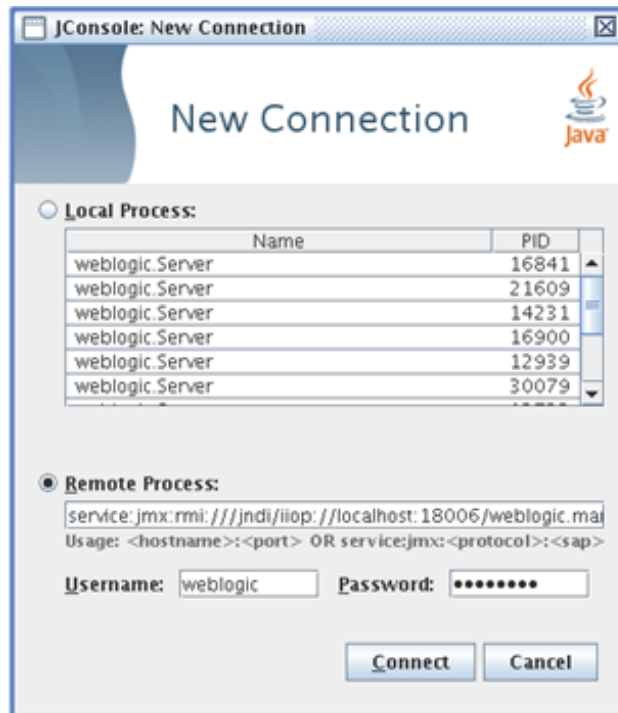 JConsole: New Connection
New Connection
Java
Local Process:
Name PID
weblogic.Server 16841
weblogic.Server 21609
weblogic.Server 14231
weblogic.Server 16900
weblogic.Server 12939
weblogic.Server 30079
Remote Process:
service:jmx:rmi:///jndi/iiop://localhost:18006/weblogic.mar
Usage: <hostname>:<port> OR service:jmx:<protocol>:<sap>
Username: weblogic Password: ••••••••
Connect Cancel